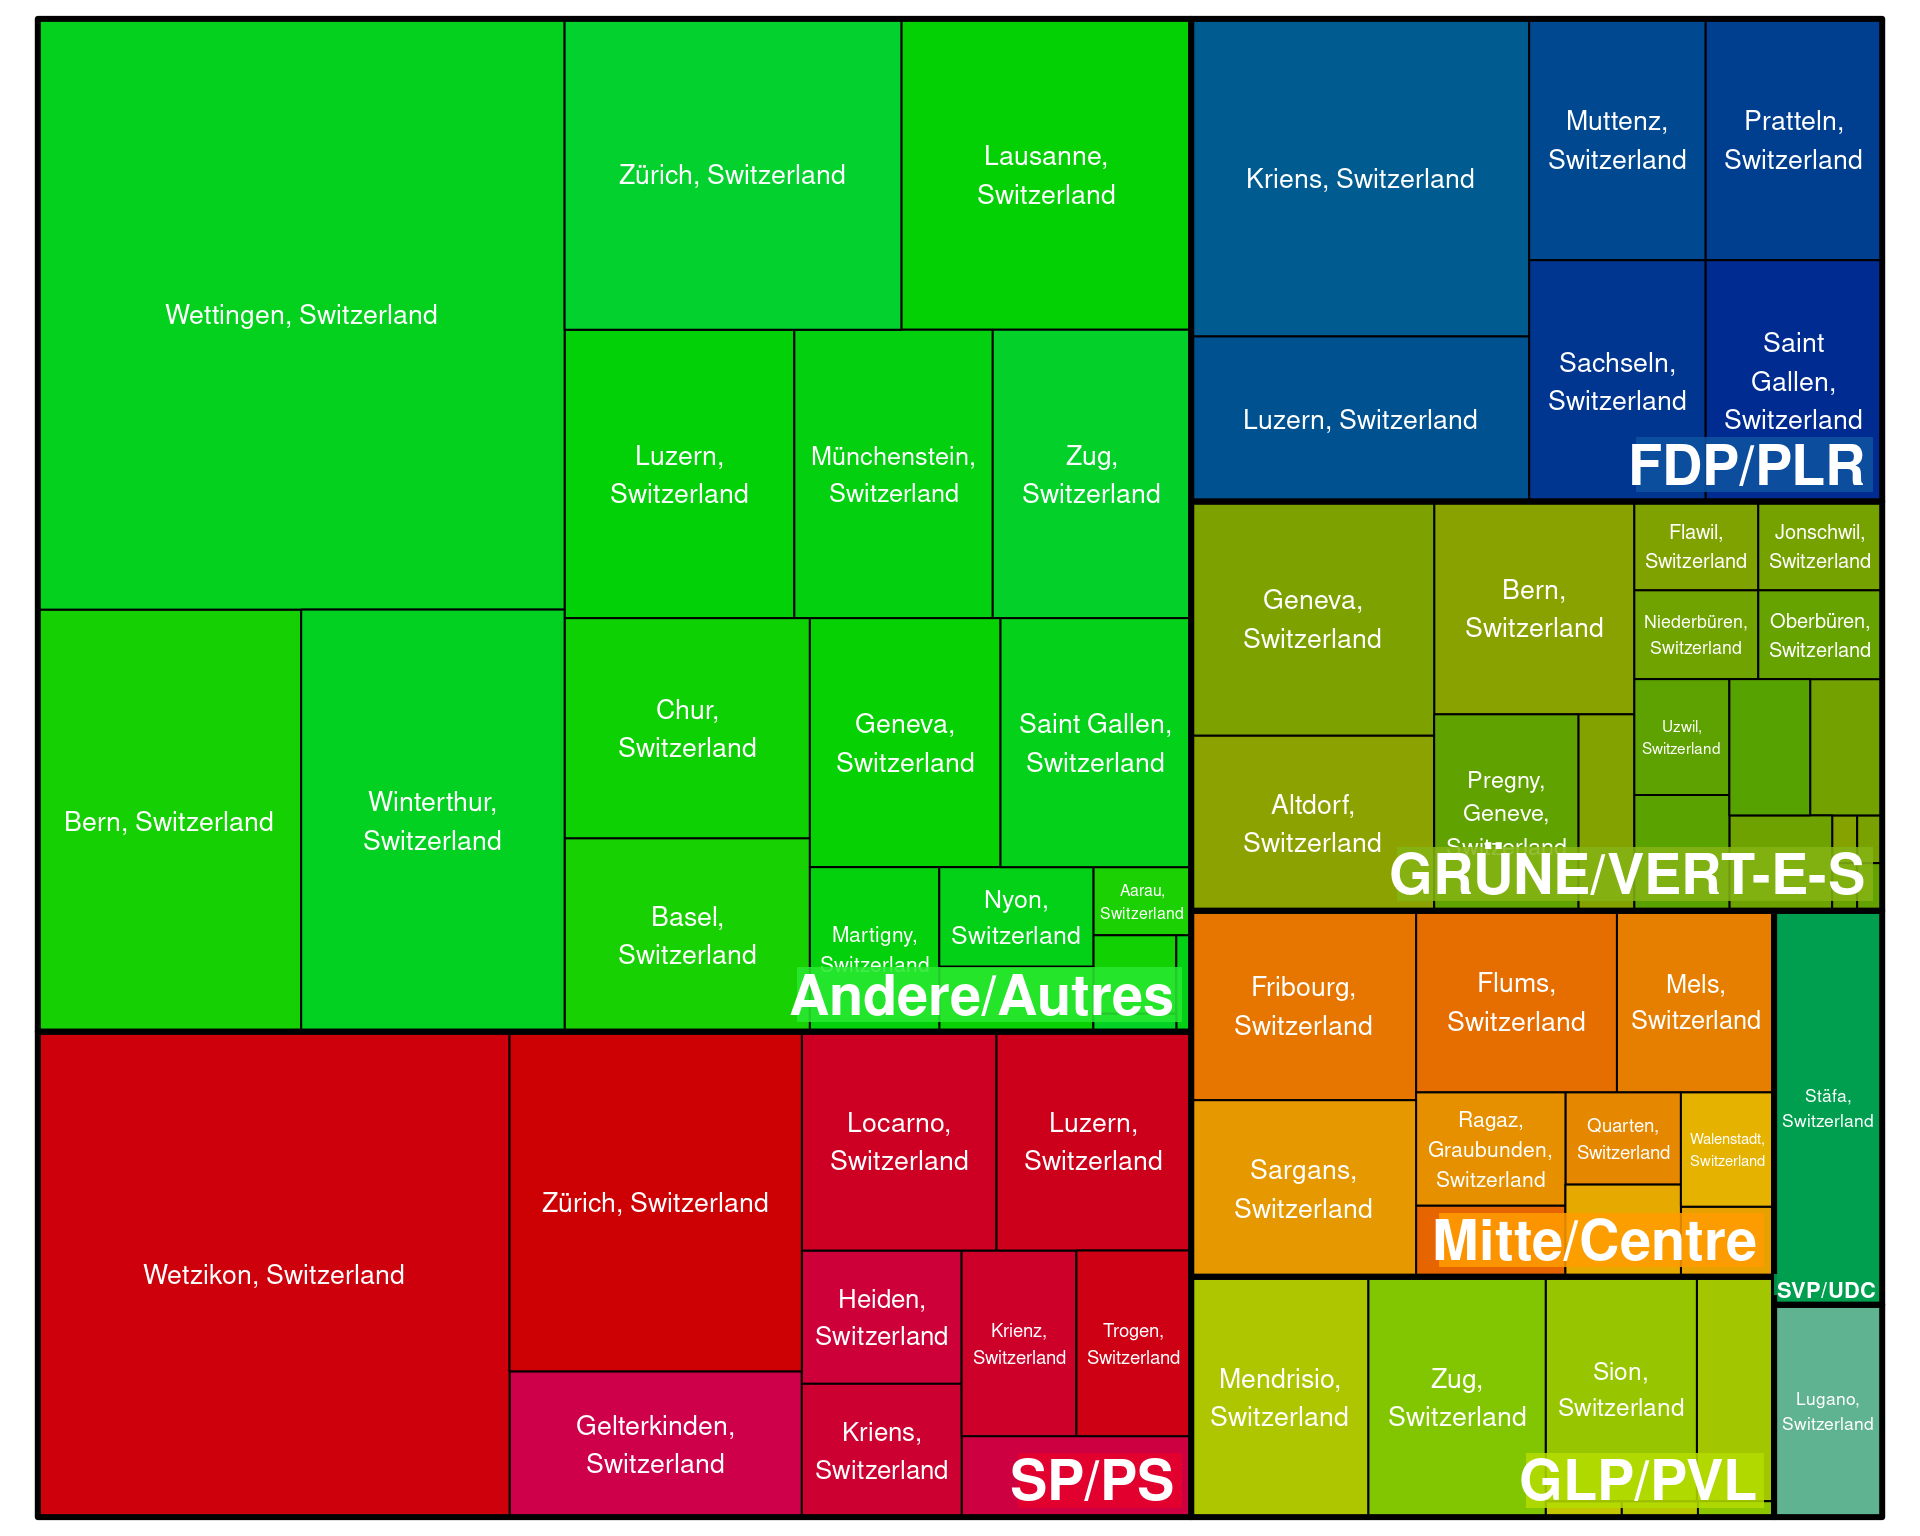 Wettingen, Switzerland
Zürich, Switzerland
Lausanne,
Switzerland
Luzern,
Switzerland
Münchenstein,
Switzerland
Zug,
Switzerland
Bern, Switzerland
Winterthur,
Switzerland
Chur,
Switzerland
Geneva,
Switzerland
Saint Gallen,
Switzerland
Basel,
Switzerland
Martigny,
Switzerland
Nyon,
Switzerland
Aarau,
Switzerland
Andere/Autres
Wetzikon, Switzerland
Zürich, Switzerland
Gelterkinden,
Switzerland
Locarno,
Switzerland
Luzern,
Switzerland
Heiden,
Switzerland
Krienz,
Switzerland
Trogen,
Switzerland
Kriens,
Switzerland
SP/PS
Kriens, Switzerland
Luzern, Switzerland
Muttenz,
Switzerland
Pratteln,
Switzerland
Sachseln,
Switzerland
Saint
Gallen,
Switzerland
FDP/PLR
Geneva,
Switzerland
Altdorf,
Switzerland
Bern,
Switzerland
Pregny,
Geneve,
Switzerland
Flawil,
Switzerland
Jonschwil,
Switzerland
Niederbüren,
Switzerland
Oberbüren,
Switzerland
Uzwil,
Switzerland
GRÜNE/VERT-E-S
Fribourg,
Switzerland
Sargans,
Switzerland
Flums,
Switzerland
Mels,
Switzerland
Ragaz,
Graubunden,
Switzerland
Quarten,
Switzerland
Walenstadt,
Switzerland
Mitte/Centre
Stäfa,
Switzerland
SVP/UDC
Mendrisio,
Switzerland
Zug,
Switzerland
Sion,
Switzerland
GLP/PVL
Lugano,
Switzerland